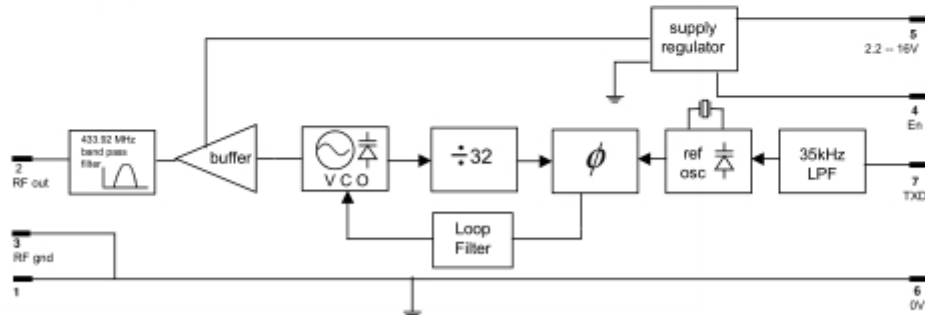 supply
regulator
5
2.2 -- 16V
4
En
433.92 MHz
band pass
filter
buffer
V C O
÷32
ϕ
ref
osc
35kHz
LPF
2
RF out
7
TXD
Loop
Filter
3
RF gnd
1
6
0V